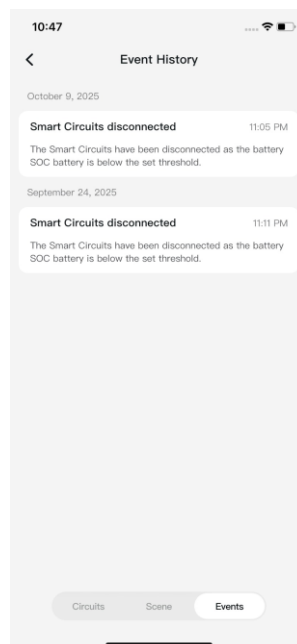 10:47
Event History
October 9, 2025
Smart Circuits disconnected 11:05 PM
The Smart Circuits have been disconnected as the battery
SOC battery is below the set threshold.
September 24, 2025
Smart Circuits disconnected 11:11 PM
The Smart Circuits have been disconnected as the battery
SOC battery is below the set threshold.
Circuits Scene Events